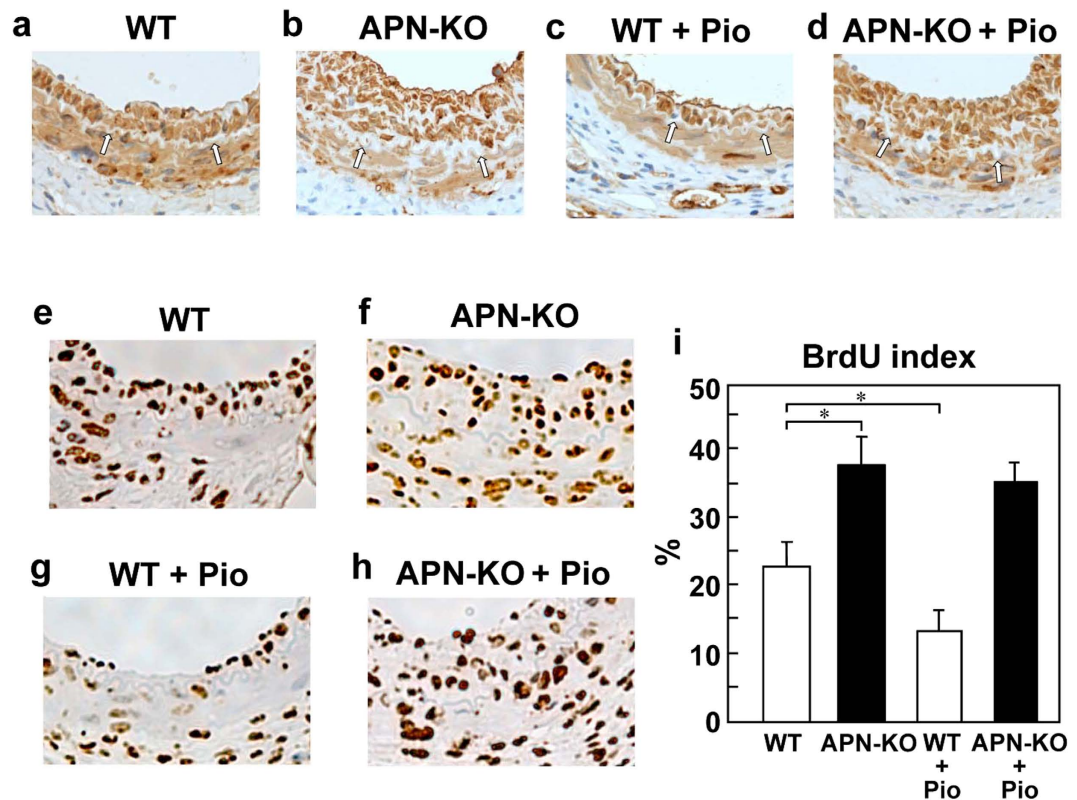 a WT
b APN-KO
c WT + Pio
d APN-KO + Pio
e WT
f APN-KO
g WT + Pio
h APN-KO + Pio
i BrdU index
50
40
30
20
10
0
%
*
*
WT
APN-KO
WT
+
Pio
APN-KO
+
Pio